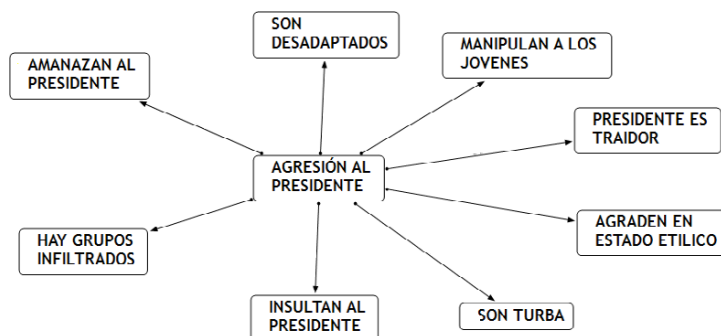 SON
DESADAPTADOS
MANIPULAN A LOS
JOVENES
AMANAZAN AL
PRESIDENTE
PRESIDENTE ES
TRAIDOR
AGRESIÓN AL
PRESIDENTE
AGRADEN EN
ESTADO ETILICO
HAY GRUPOS
INFILTRADOS
INSULTAN AL
PRESIDENTE
SON TURBA